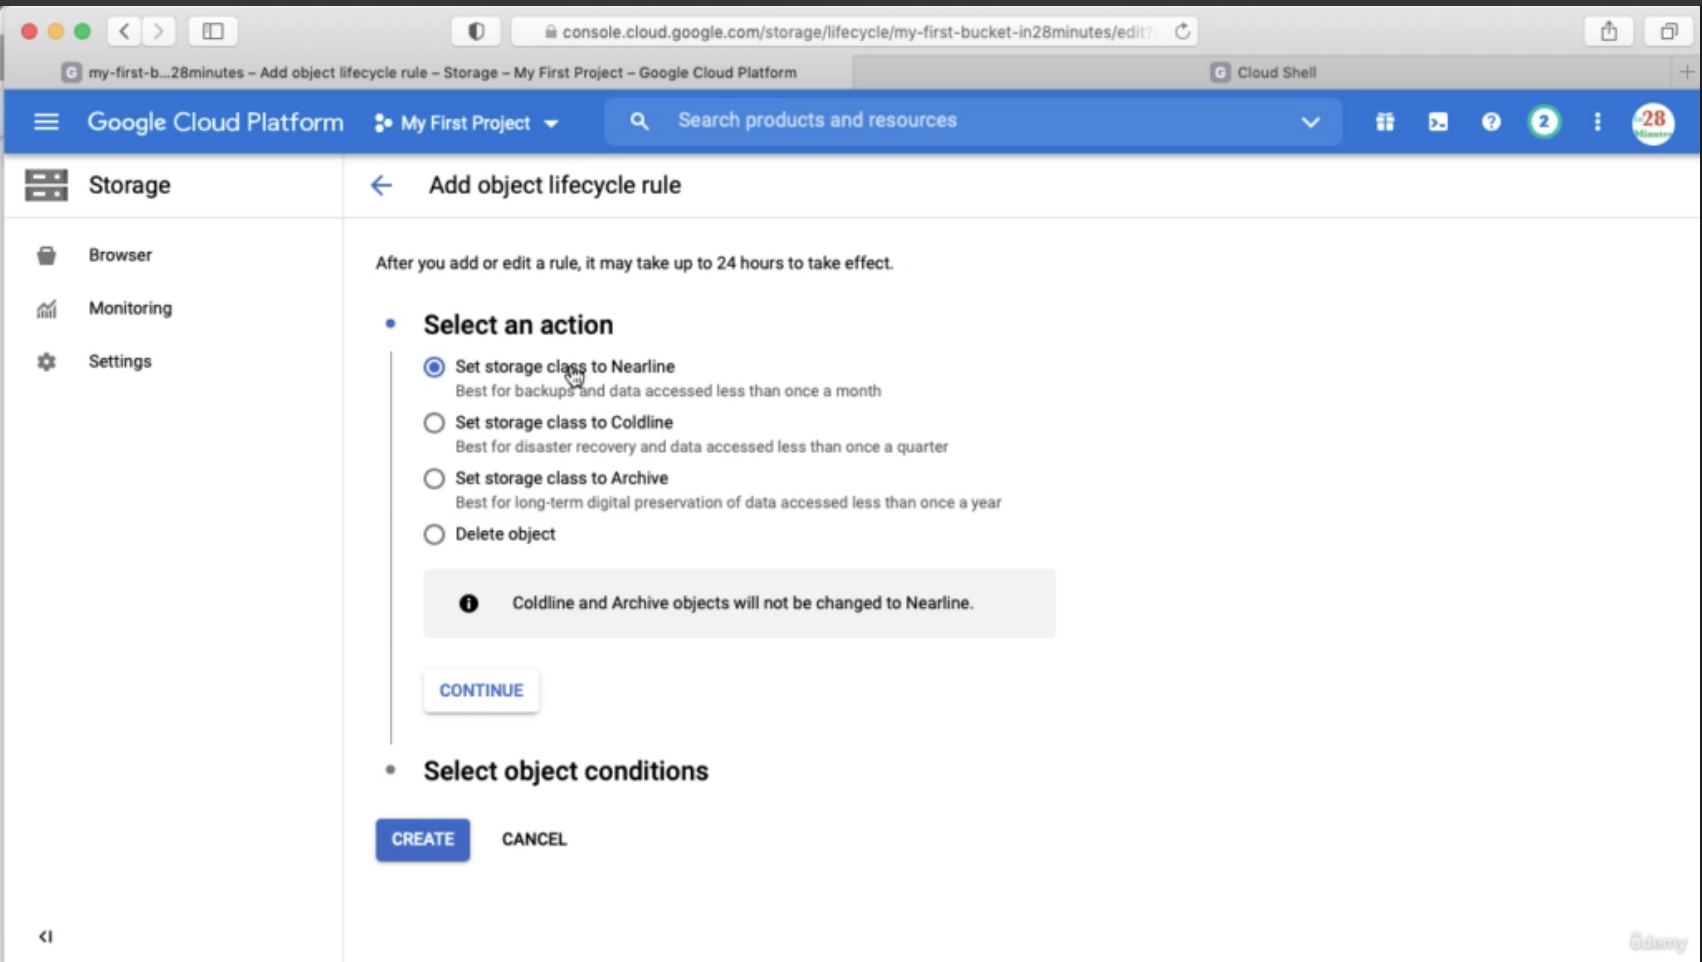 console.cloud.google.com/storage/lifecycle/my-first-bucket-in28minutes/edit?
my-first-b...28minutes – Add object lifecycle rule – Storage – My First Project – Google Cloud Platform
Cloud Shell
Google Cloud Platform
My First Project
Search products and resources
2
28
Minutes
Storage
Add object lifecycle rule
Browser
Monitoring
Settings
After you add or edit a rule, it may take up to 24 hours to take effect.
Select an action
Set storage class to Nearline
Best for backups and data accessed less than once a month
Set storage class to Coldline
Best for disaster recovery and data accessed less than once a quarter
Set storage class to Archive
Best for long-term digital preservation of data accessed less than once a year
Delete object
Coldline and Archive objects will not be changed to Nearline.
CONTINUE
Select object conditions
CREATE
CANCEL
ûdemy